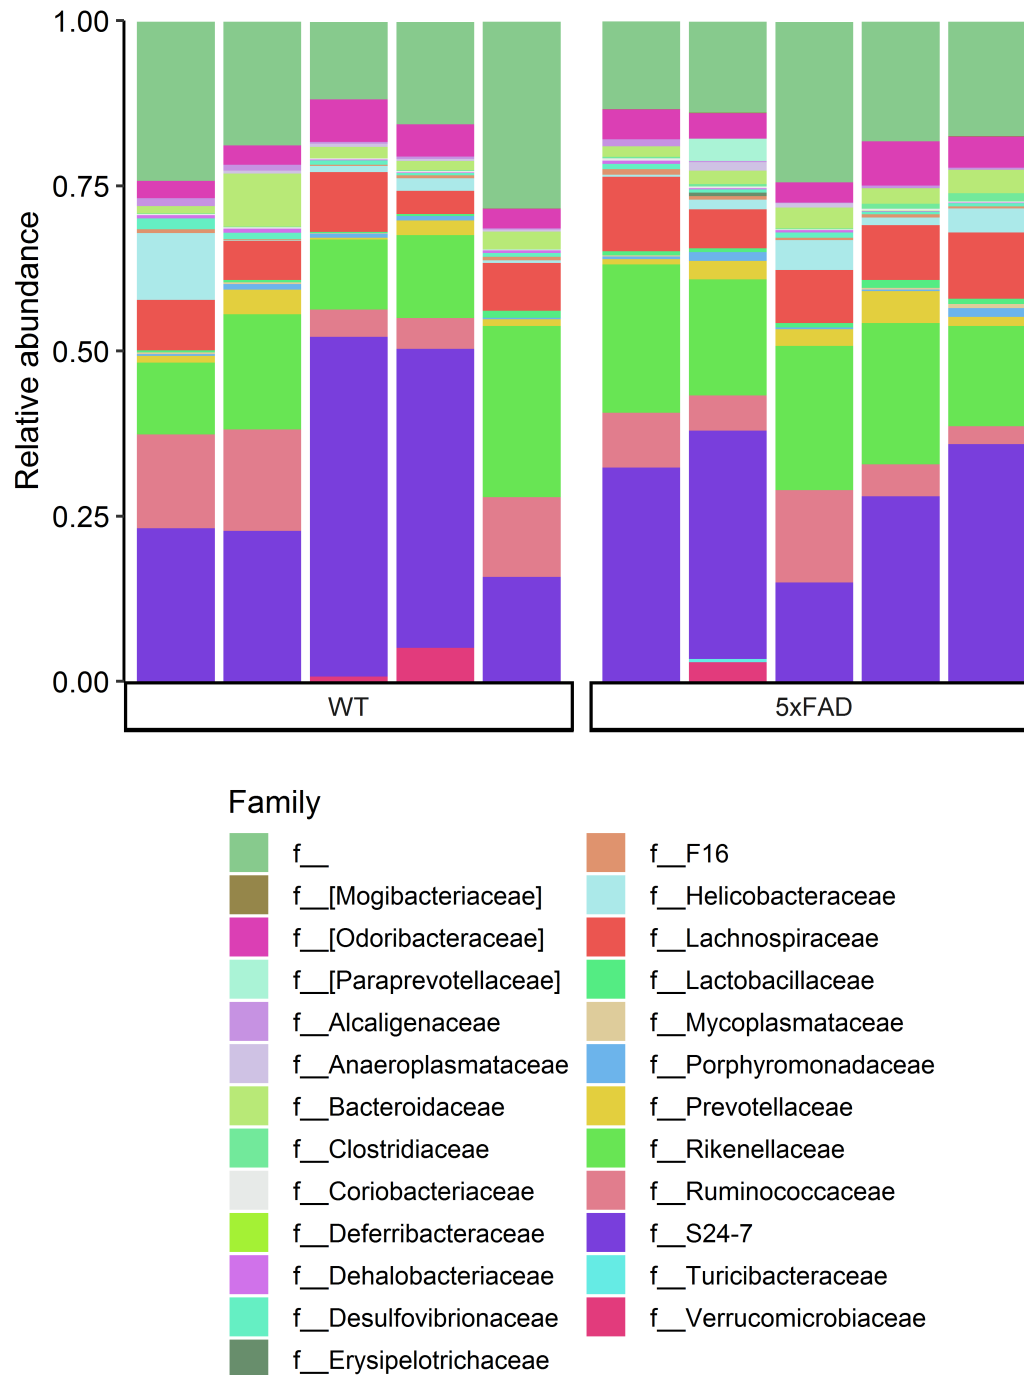 1.00
0.75
0.50
0.25
0.00
Relative abundance
WT
5xFAD
Family
f__
f__[Mogibacteriaceae]
f__[Odoribacteraceae]
f__[Paraprevotellaceae]
f__Alcaligenaceae
f__Anaeroplasmataceae
f__Bacteroidaceae
f__Clostridiaceae
f__Coriobacteriaceae
f__Deferribacteraceae
f__Dehalobacteriaceae
f__Desulfovibrionaceae
f__Erysipelotrichaceae
f__F16
f__Helicobacteraceae
f__Lachnospiraceae
f__Lactobacillaceae
f__Mycoplasmataceae
f__Porphyromonadaceae
f__Prevotellaceae
f__Rikenellaceae
f__Ruminococcaceae
f__S24-7
f__Turicibacteraceae
f__Verrucomicrobiaceae